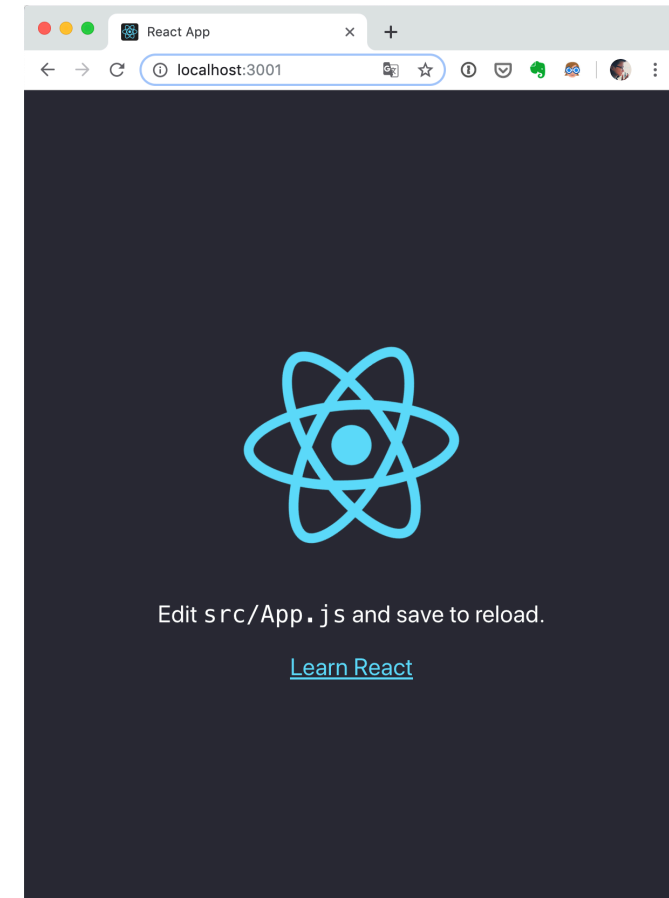 React App
localhost:3001
Edit src/App.js and save to reload.
Learn React